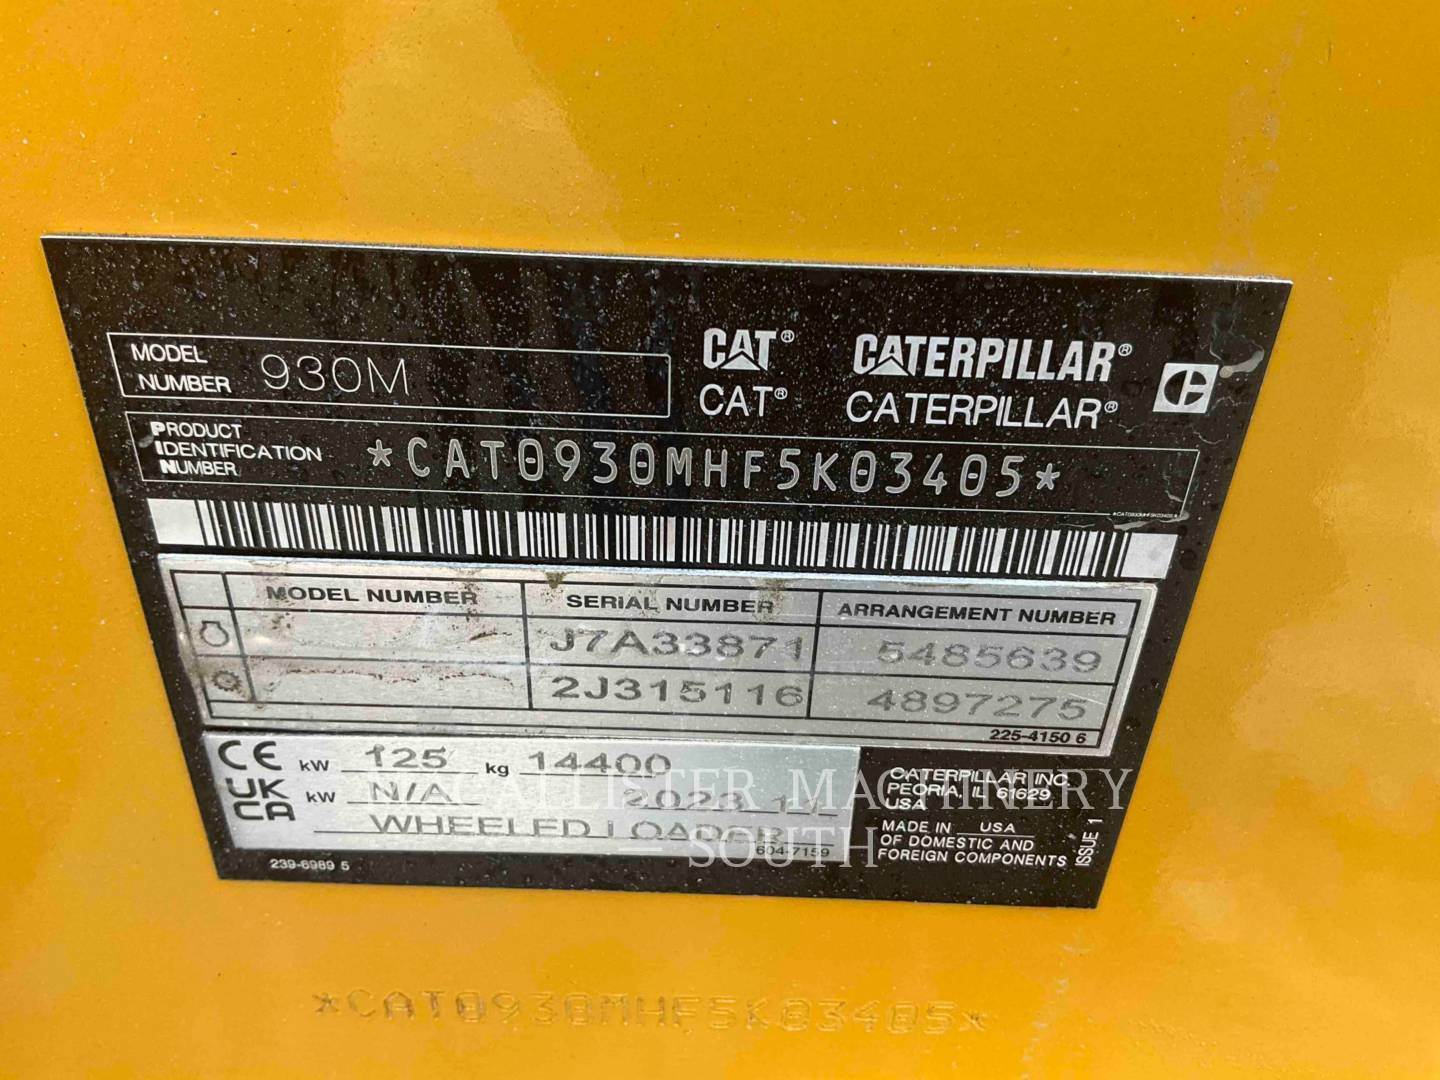 MODEL NUMBER 930M
CAT® CATERPILLAR®
CAT® CATERPILLAR®
PRODUCT IDENTIFICATION NUMBER *CAT0930MHF5K03405*
*CAT0930MHF5K03405*
MODEL NUMBER SERIAL NUMBER ARRANGEMENT NUMBER
J7A33871 5485639
2J315116 4897275
225-4150 6
CE kW 125 kg 14400
UK CA kW N/A 2023 11
WHEELED LOADER
604-7159
239-6989 5
CATERPILLAR INC.
PEORIA, IL 61629
USA
MADE IN USA
OF DOMESTIC AND
FOREIGN COMPONENTS
ISSUE 1
MACALLISTER MACHINERY
SOUTH
*CAT0930MHF5K03405*